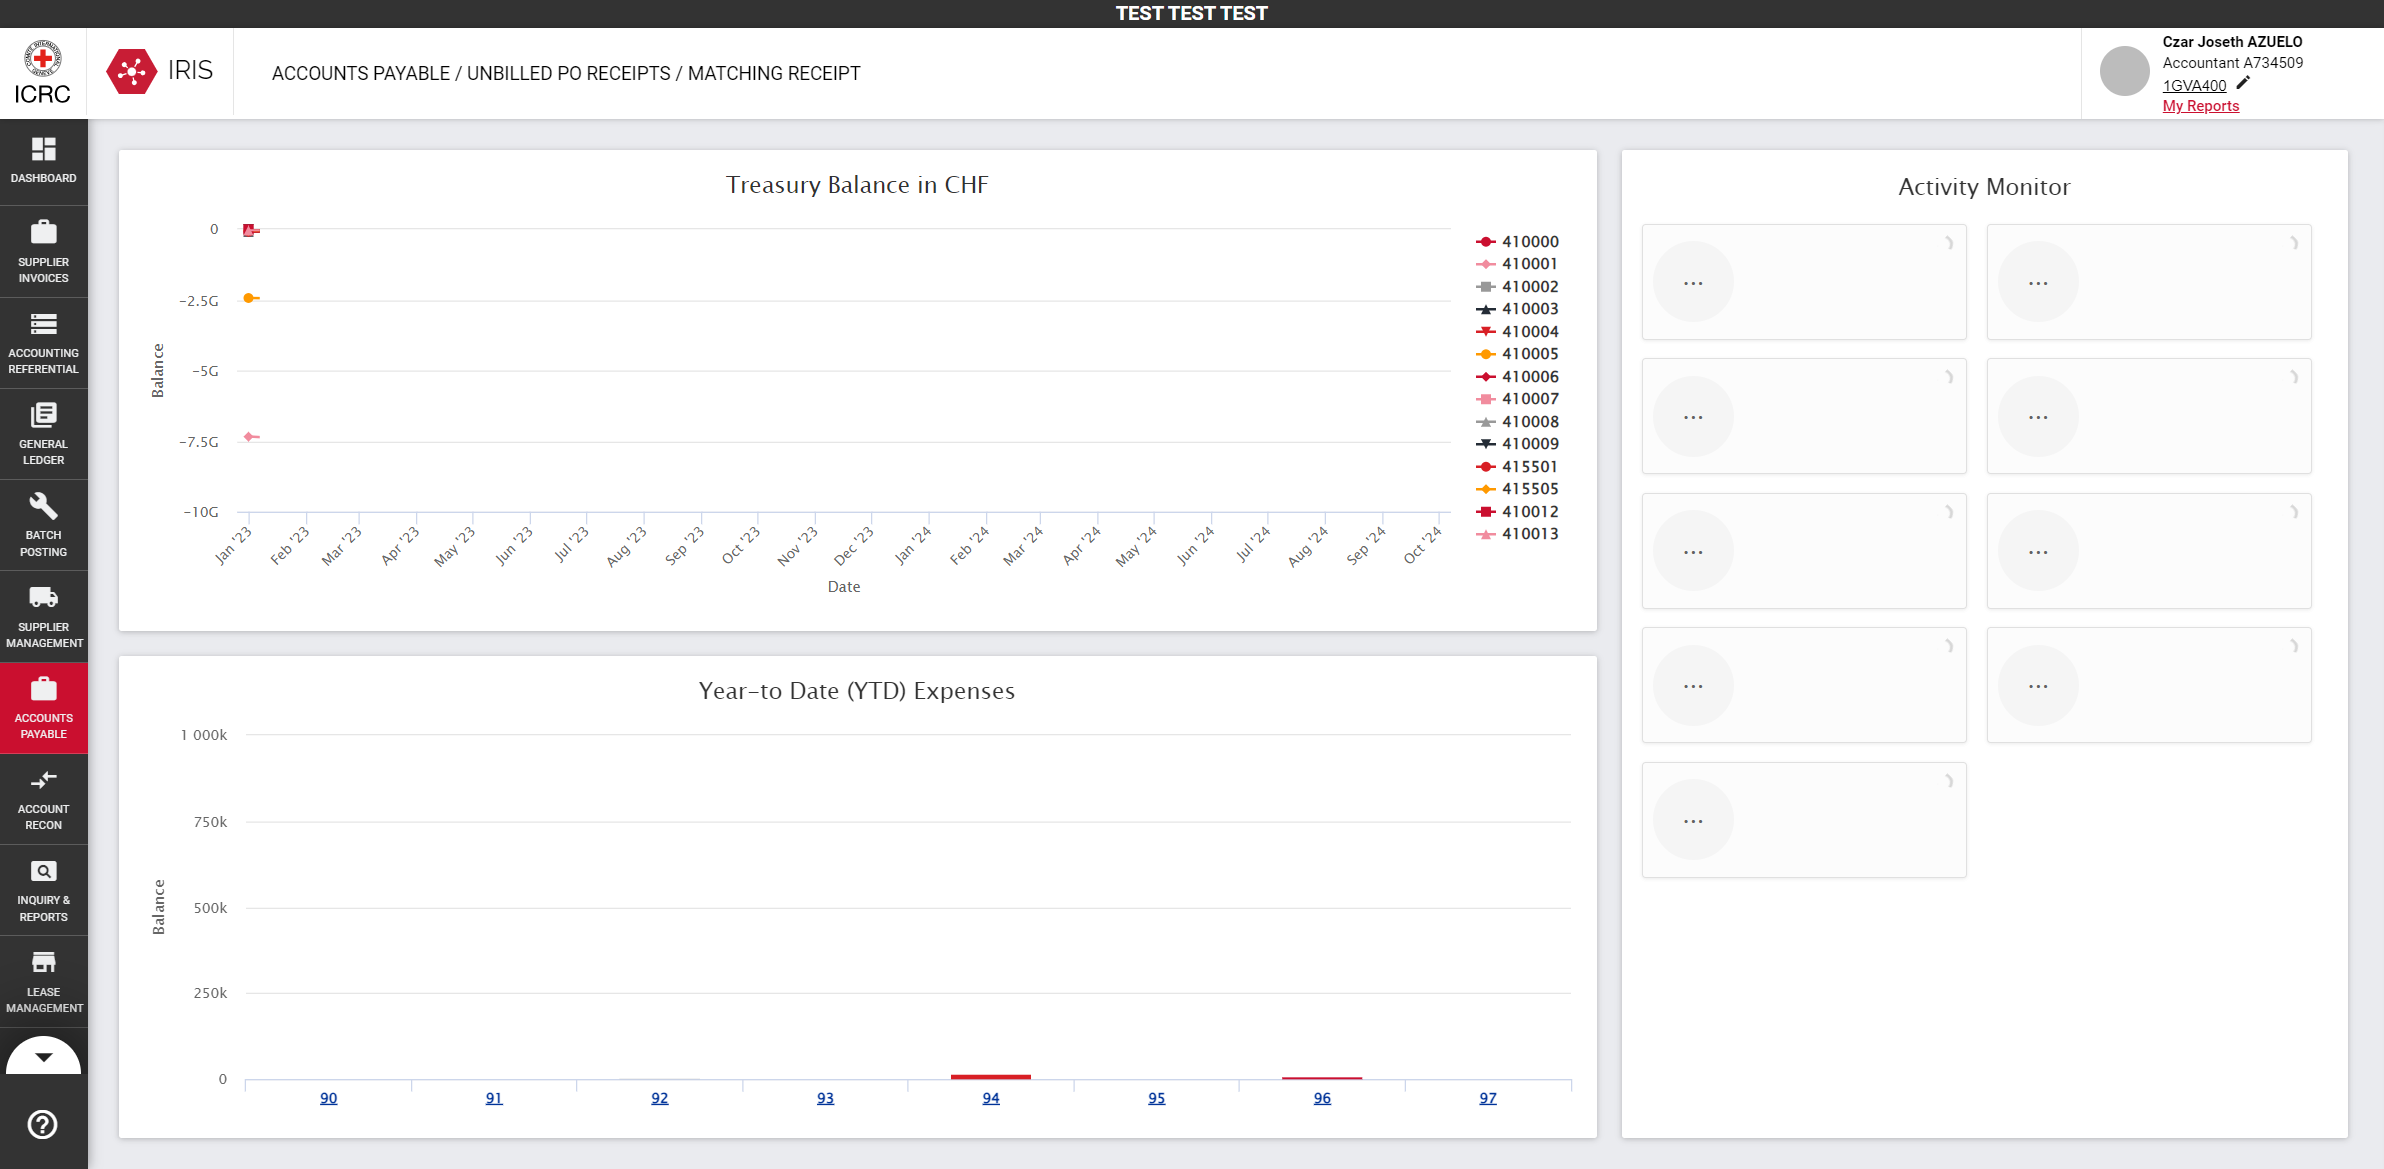 TEST TEST TEST
COMITE INTERNATIONAL GENEVE
ICRC
IRIS
ACCOUNTS PAYABLE / UNBILLED PO RECEIPTS / MATCHING RECEIPT
Czar Joseth AZUELO
Accountant A734509
1GVA400
My Reports
DASHBOARD
SUPPLIER
INVOICES
ACCOUNTING
REFERENTIAL
GENERAL
LEDGER
BATCH
POSTING
SUPPLIER
MANAGEMENT
ACCOUNTS
PAYABLE
ACCOUNT
RECON
INQUIRY &
REPORTS
LEASE
MANAGEMENT
?
Treasury Balance in CHF
Balance
0
-2.5G
-5G
-7.5G
-10G
Jan '23
Feb '23
Mar '23
Apr '23
May '23
Jun '23
Jul '23
Aug '23
Sep '23
Oct '23
Nov '23
Dec '23
Jan '24
Feb '24
Mar '24
Apr '24
May '24
Jun '24
Jul '24
Aug '24
Sep '24
Oct '24
Date
410000
410001
410002
410003
410004
410005
410006
410007
410008
410009
415501
415505
410012
410013
Year-to Date (YTD) Expenses
Balance
1 000k
750k
500k
250k
0
90
91
92
93
94
95
96
97
Activity Monitor
...
...
...
...
...
...
...
...
...